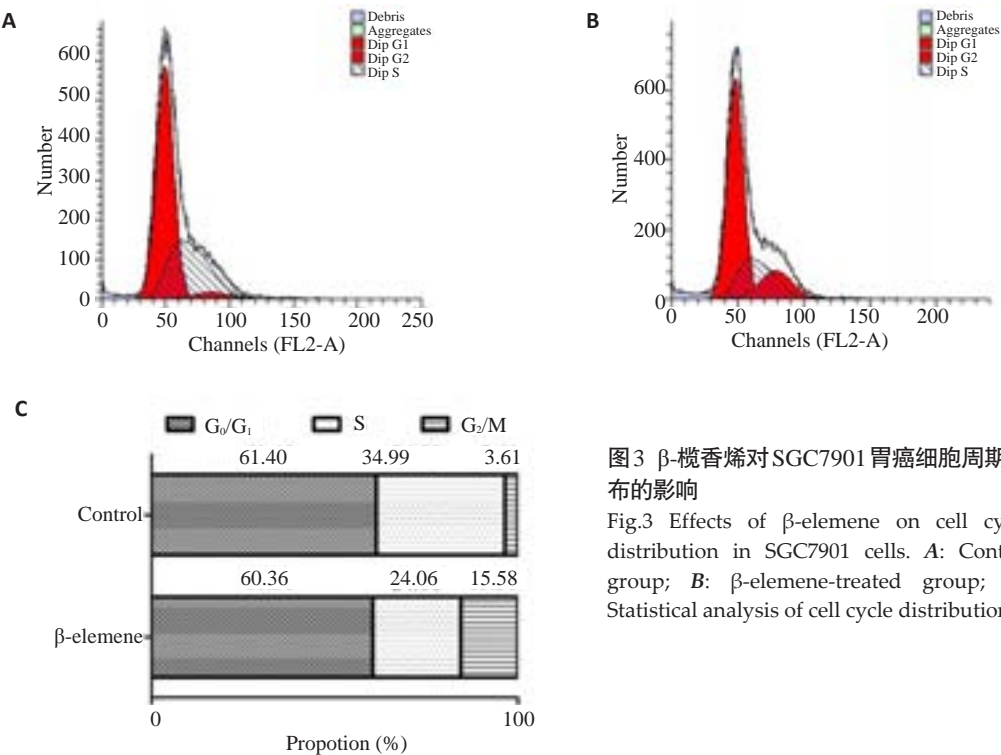 A
Debris
Aggregates
Dip G1
Dip G2
Dip S
600
500
400
300
200
100
0
Number
0 50 100 150 200 250
Channels (FL2-A)
B
Debris
Aggregates
Dip G1
Dip G2
Dip S
600
400
200
0
Number
0 50 100 150 200
Channels (FL2-A)
C
G₀/G₁ S G₂/M
61.40 34.99 3.61
Control
60.36 24.06 15.58
β-elemene
0 100
Propotion (%)
图3 β-榄香烯对SGC7901胃癌细胞周期
布的影响
Fig.3 Effects of β-elemene on cell cy
distribution in SGC7901 cells. A: Cont
group; B: β-elemene-treated group;
Statistical analysis of cell cycle distribution